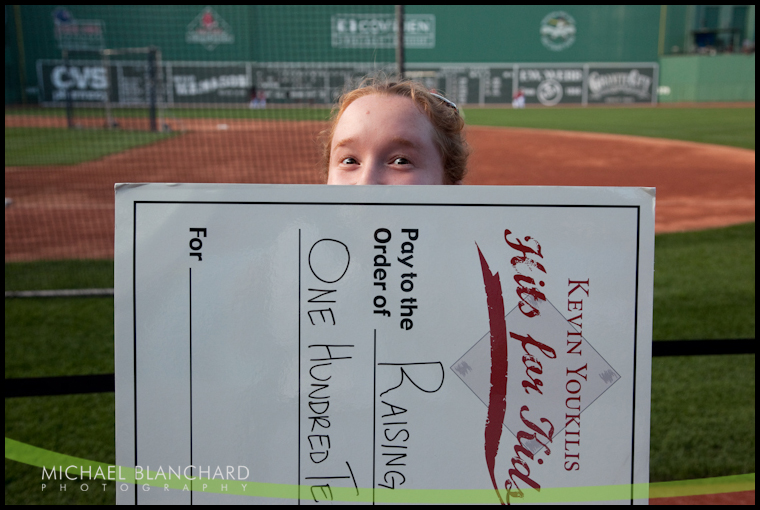 KEVIN YOUKILIS
Hits for Kids
Pay to the
Order of
RAISING
ONE HUNDRED TE
For
CVS
MICHAEL BLANCHARD
PHOTOGRAPHY